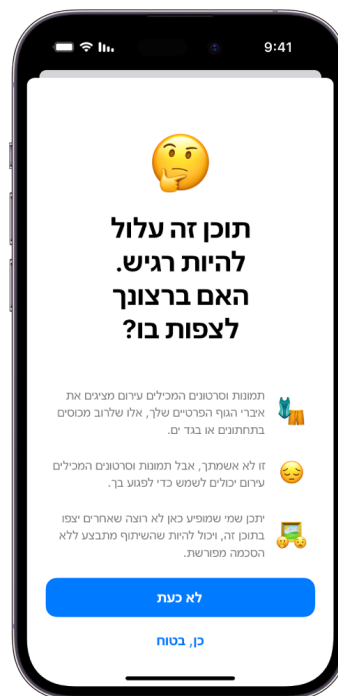 9:41
תוכן זה עלול
להיות רגיש.
האם ברצונך
לצפות בו?
תמונות וסרטונים המכילים עירום מציגים את
איברי הגוף הפרטיים שלך, אלו שלרוב מכוסים
בתחתונים או בגד ים.
זו לא אשמתך, אבל תמונות וסרטונים המכילים
עירום יכולים לשמש כדי לפגוע בך.
יתכן שמי שמופיע כאן לא רוצה שאחרים יצפו
בתוכן זה, ויכול להיות שהשיתוף מתבצע ללא
הסכמה מפורשת.
לא כעת
כן, בטוח